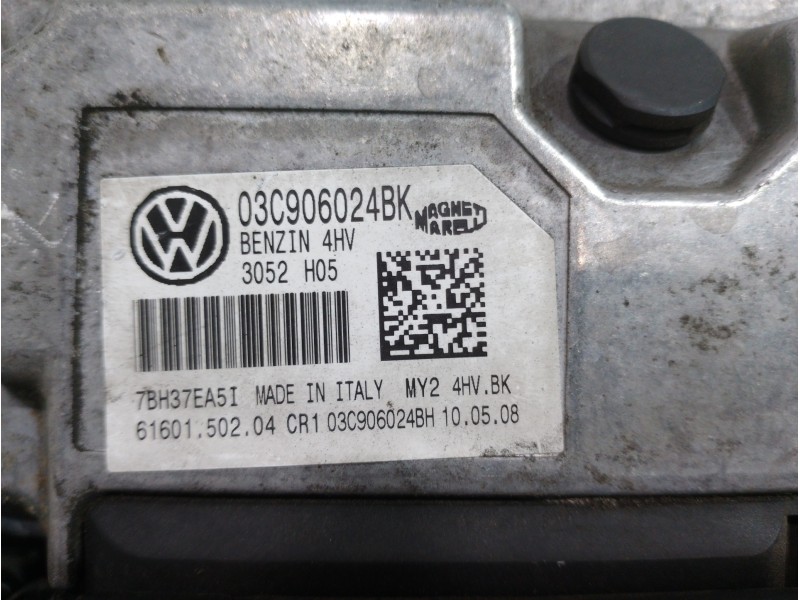 03C906024BK
MAGNETI
MARELLI
BENZIN 4HV
3052 H05
7BH37EA5I MADE IN ITALY MY2 4HV.BK
61601.502.04 CR1 03C906024BH 10.05.08